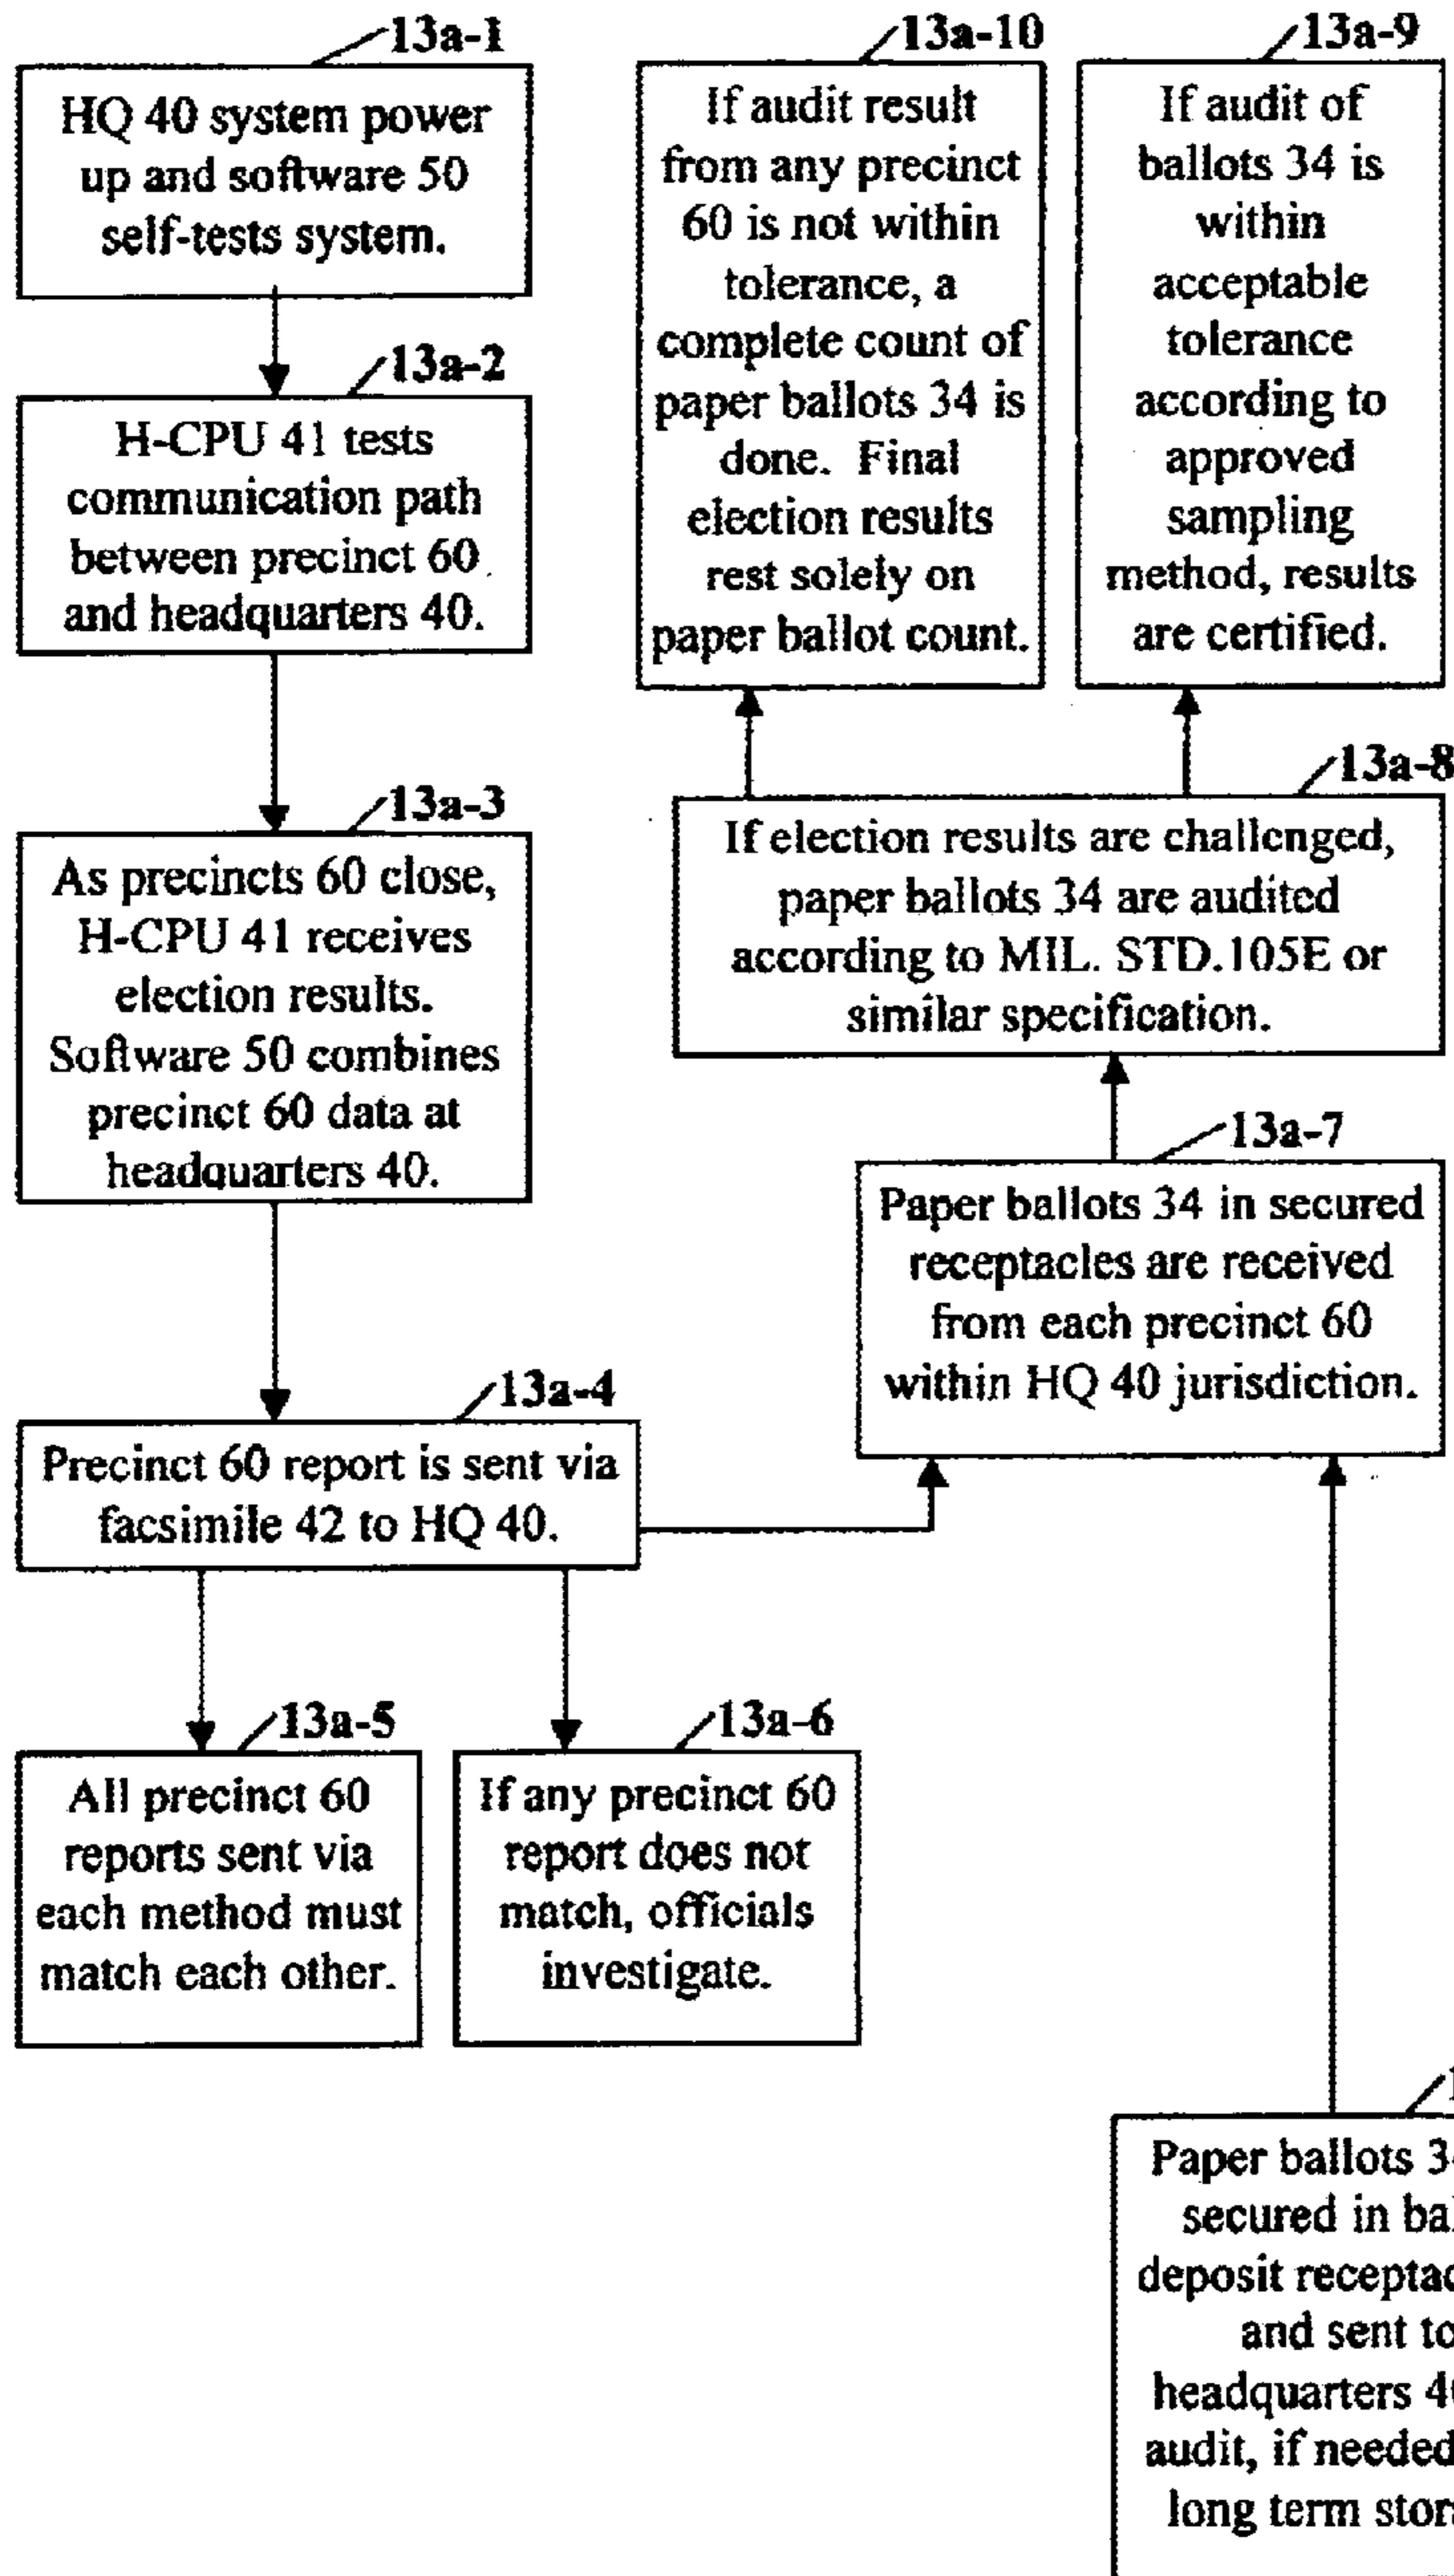 13a-1
HQ 40 system power
up and software 50
self-tests system.
13a-2
H-CPU 41 tests
communication path
between precinct 60
and headquarters 40.
13a-3
As precincts 60 close,
H-CPU 41 receives
election results.
Software 50 combines
precinct 60 data at
headquarters 40.
13a-4
Precinct 60 report is sent via
facsimile 42 to HQ 40.
13a-5
All precinct 60
reports sent via
each method must
match each other.
13a-6
If any precinct 60
report does not
match, officials
investigate.
13a-10
If audit result
from any precinct
60 is not within
tolerance, a
complete count of
paper ballots 34 is
done. Final
election results
rest solely on
paper ballot count.
13a-9
If audit of
ballots 34 is
within
acceptable
tolerance
according to
approved
sampling
method, results
are certified.
13a-8
If election results are challenged,
paper ballots 34 are audited
according to MIL. STD.105E or
similar specification.
13a-7
Paper ballots 34 in secured
receptacles are received
from each precinct 60
within HQ 40 jurisdiction.
Paper ballots
secured in
deposit
and sent to
headquarters
audit, if needed
long term